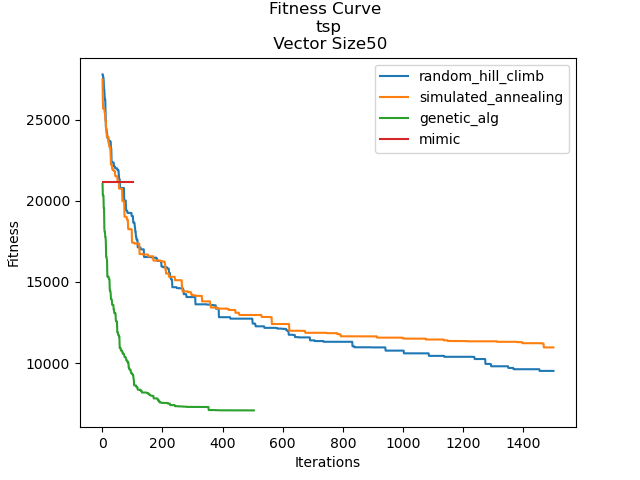 Fitness Curve
tsp
Vector Size50
random_hill_climb
simulated_annealing
genetic_alg
mimic
25000
20000
15000
10000
Fitness
0 200 400 600 800 1000 1200 1400
Iterations